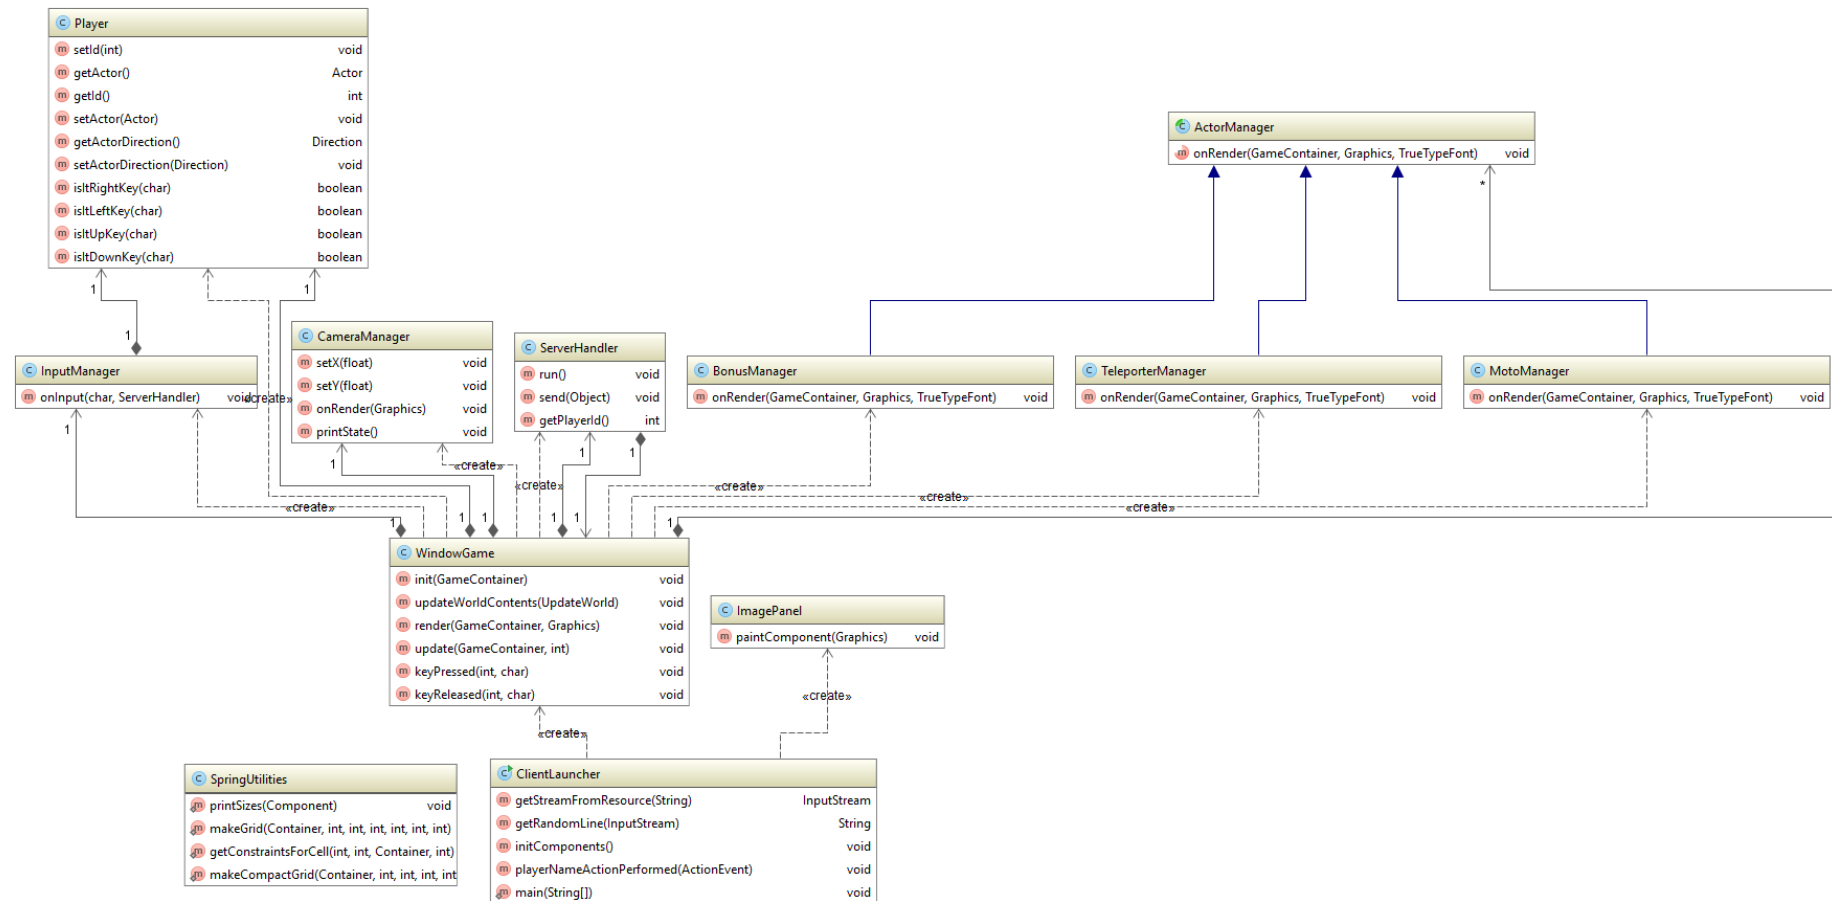 Player
setId(int) void
getActor() Actor
getId() int
setActor(Actor) void
getActorDirection() Direction
setActorDirection(Direction) void
isItRightKey(char) boolean
isItLeftKey(char) boolean
isItUpKey(char) boolean
isItDownKey(char) boolean
ActorManager
onRender(GameContainer, Graphics, TrueTypeFont) void
*
1
1
1
InputManager
onInput(char, ServerHandler) void
«create»
CameraManager
setX(float) void
setY(float) void
onRender(Graphics) void
printState() void
ServerHandler
run() void
send(Object) void
getPlayerId() int
BonusManager
onRender(GameContainer, Graphics, TrueTypeFont) void
TeleporterManager
onRender(GameContainer, Graphics, TrueTypeFont) void
MotoManager
onRender(GameContainer, Graphics, TrueTypeFont) void
1
1
1
1
«create»
«create»
«create»
«create»
«create»
«create»
1
1
1
1
1
1
WindowGame
init(GameContainer) void
updateWorldContents(UpdateWorld) void
render(GameContainer, Graphics) void
update(GameContainer, int) void
keyPressed(int, char) void
keyReleased(int, char) void
ImagePanel
paintComponent(Graphics) void
«create»
«create»
SpringUtilities
printSizes(Component) void
makeGrid(Container, int, int, int, int, int, int)
getConstraintsForCell(int, int, Container, int)
makeCompactGrid(Container, int, int, int, int
ClientLauncher
getStreamFromResource(String) InputStream
getRandomLine(InputStream) String
initComponents() void
playerNameActionPerformed(ActionEvent) void
main(String[]) void